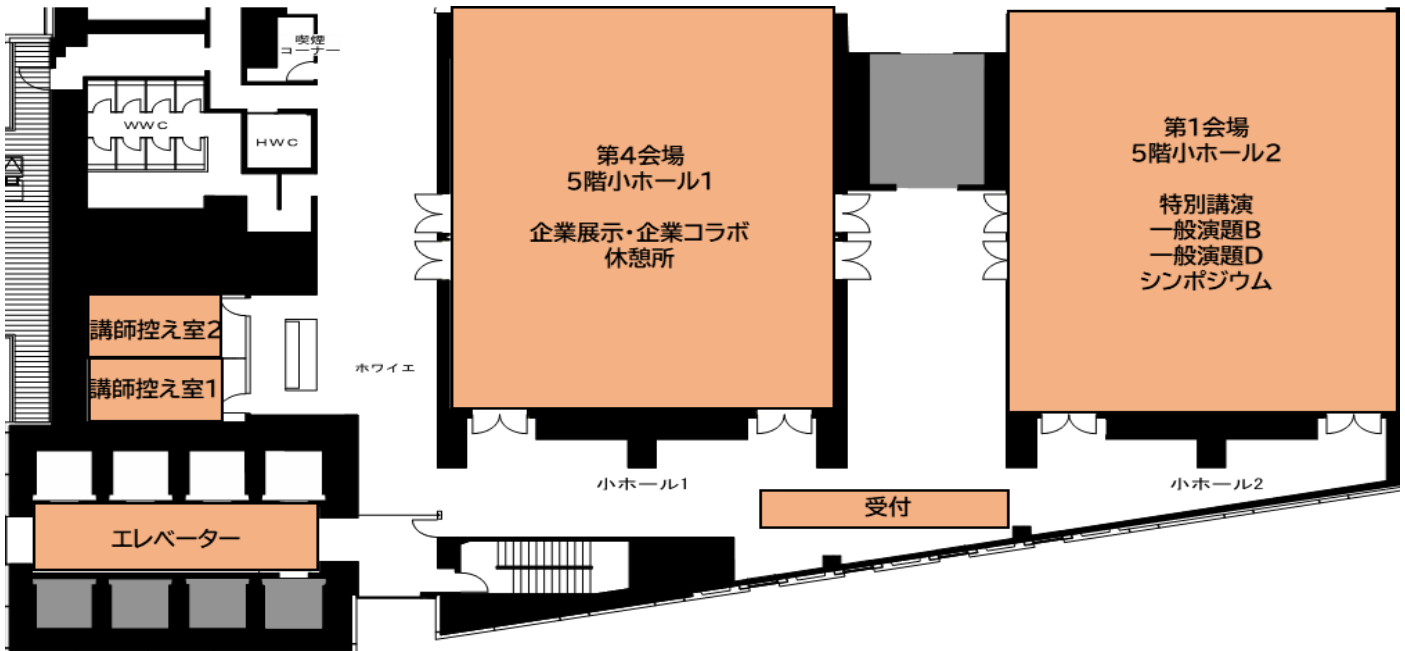 喫煙
コーナー
WWC
HWC
第4会場
5階小ホール1
企業展示・企業コラボ
休憩所
第1会場
5階小ホール2
特別講演
一般演題B
一般演題D
シンポジウム
講師控え室2
講師控え室1
ホワイエ
小ホール1
小ホール2
受付
エレベーター